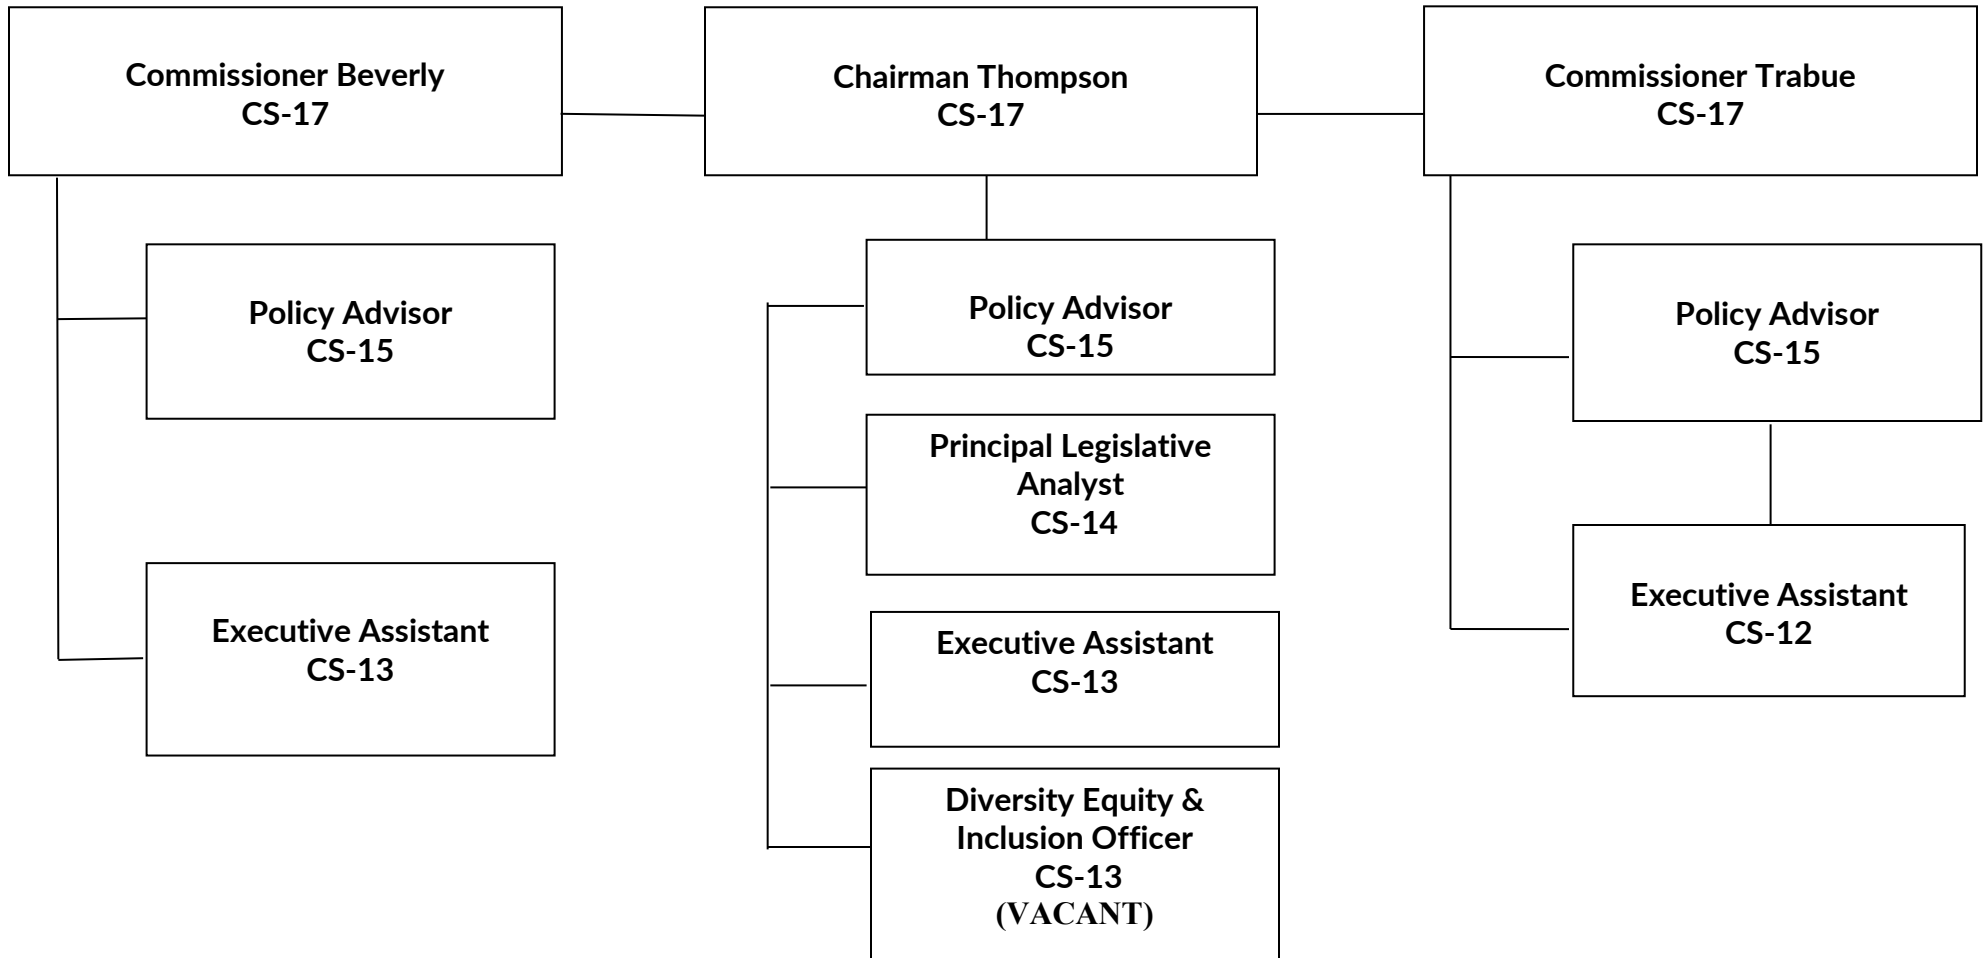 Commissioner Beverly
CS-17
Chairman Thompson
CS-17
Commissioner Trabue
CS-17
Policy Advisor
CS-15
Executive Assistant
CS-13
Policy Advisor
CS-15
Principal Legislative
Analyst
CS-14
Executive Assistant
CS-13
Diversity Equity &
Inclusion Officer
CS-13
(VACANT)
Policy Advisor
CS-15
Executive Assistant
CS-12